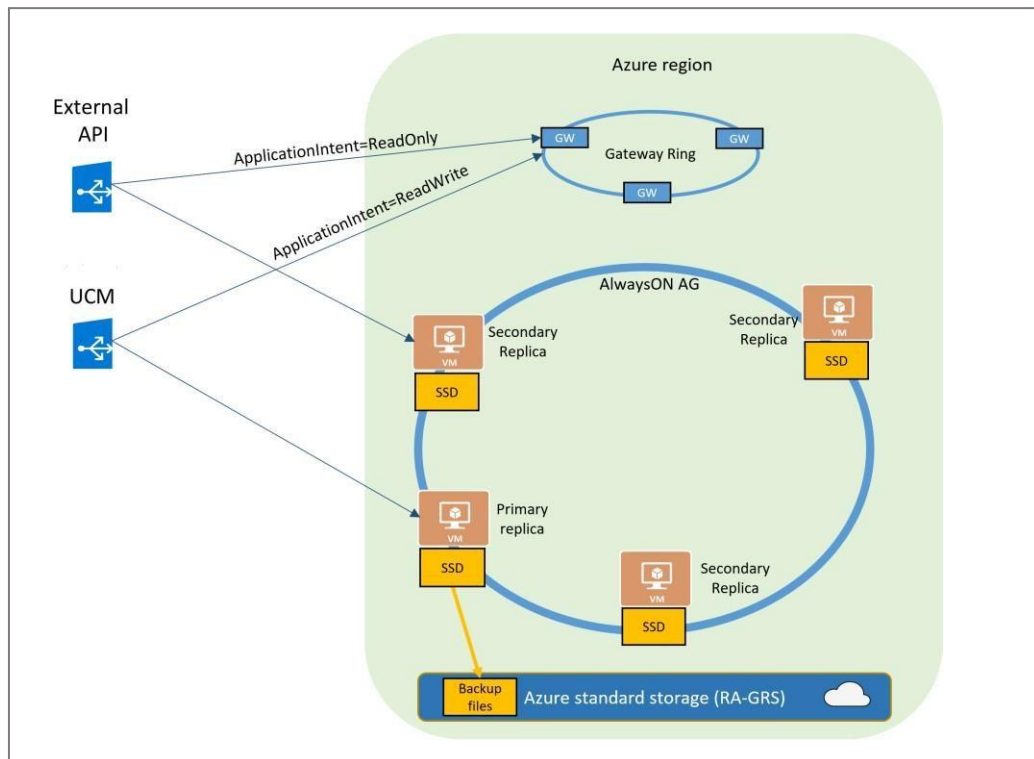 Azure region
External
API
ApplicationIntent=ReadOnly
GW
GW
Gateway Ring
GW
ApplicationIntent=ReadWrite
UCM
AlwaysON AG
VM
SSD
Secondary
Replica
Secondary
Replica
VM
SSD
VM
SSD
Primary
replica
VM
SSD
Secondary
Replica
Backup
files
Azure standard storage (RA-GRS)